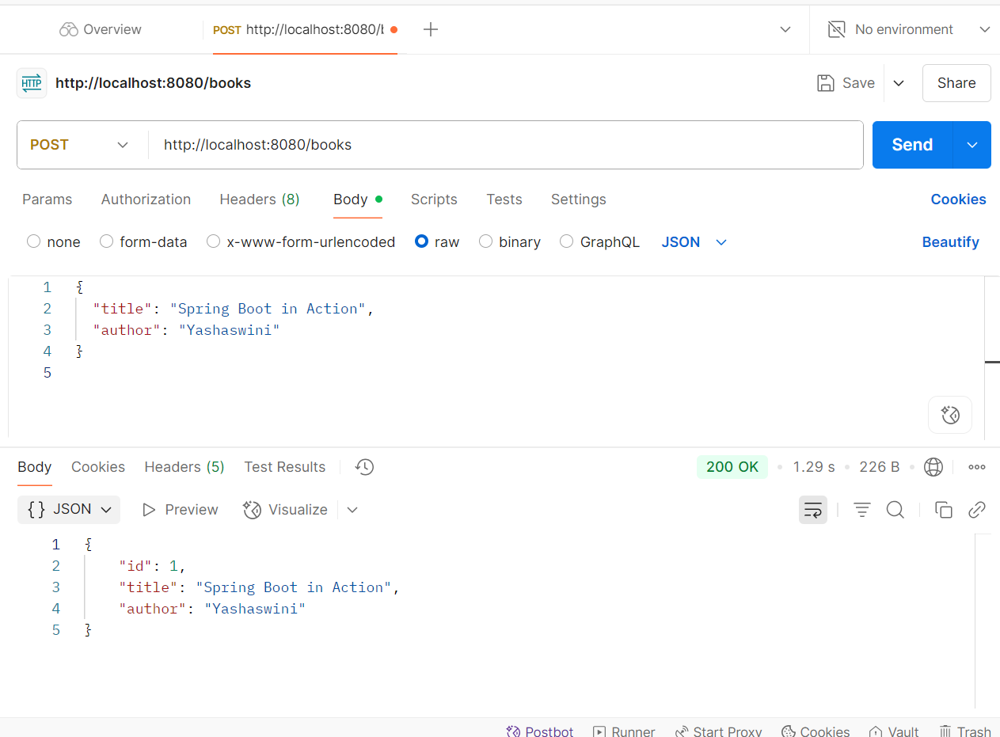 Overview POST http://localhost:8080/b No environment
HTTP http://localhost:8080/books Save Share
POST http://localhost:8080/books Send
Params Authorization Headers (8) Body Scripts Tests Settings Cookies
none form-data x-www-form-urlencoded raw binary GraphQL JSON Beautify
1 {
2 "title": "Spring Boot in Action",
3 "author": "Yashaswini"
4 }
5
Body Cookies Headers (5) Test Results 200 OK 1.29 s 226 B
{} JSON Preview Visualize
1 {
2 "id": 1,
3 "title": "Spring Boot in Action",
4 "author": "Yashaswini"
5 }
Postbot Runner Start Proxy Cookies Vault Trash